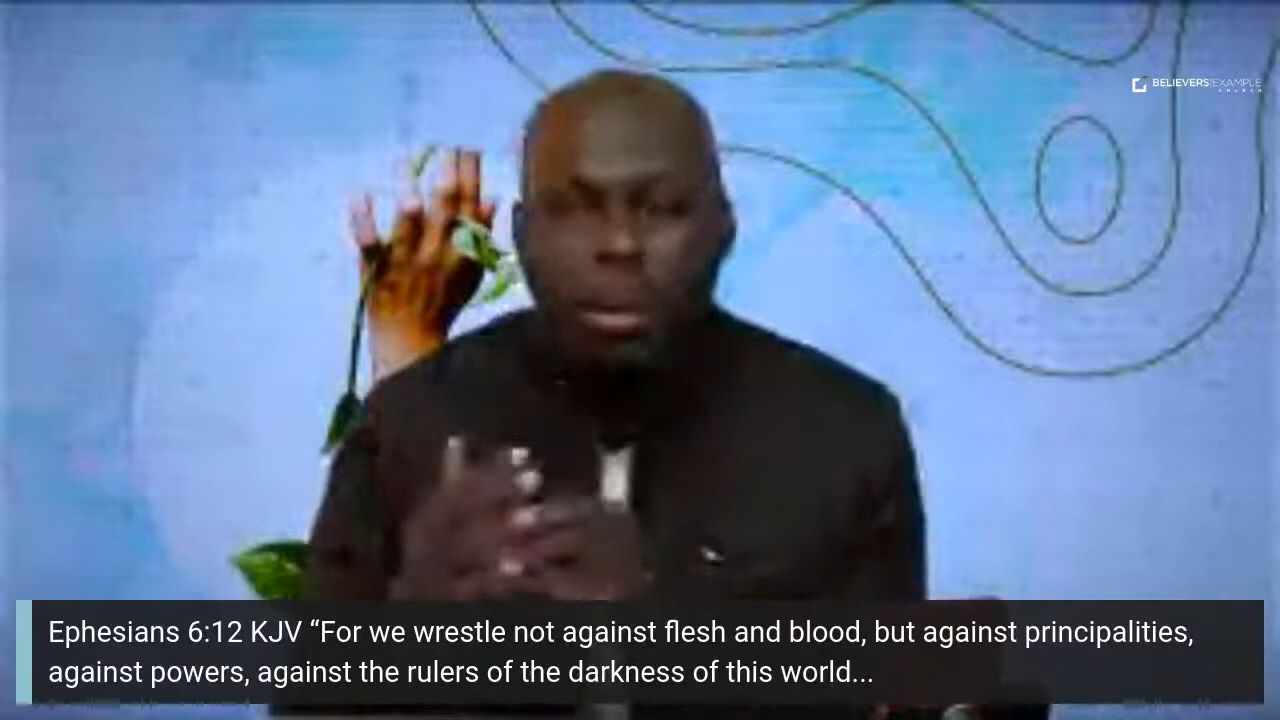 BELIEVERS EXAMPLE
CHURCH
Ephesians 6:12 KJV “For we wrestle not against flesh and blood, but against principalities,
against powers, against the rulers of the darkness of this world...